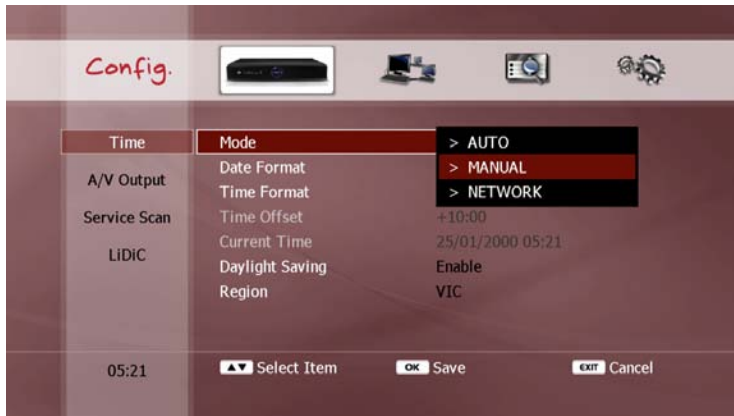 Config.
Time
A/V Output
Service Scan
LiDiC
Mode
Date Format
Time Format
Time Offset +10:00
Current Time 25/01/2000 05:21
Daylight Saving Enable
Region VIC
> AUTO
> MANUAL
> NETWORK
05:21
▲▼ Select Item OK Save EXIT Cancel